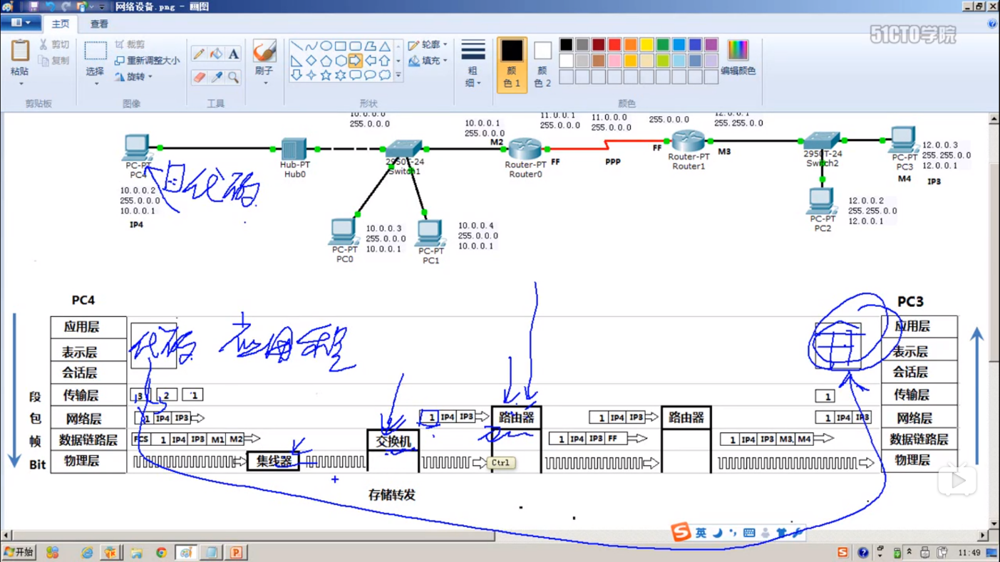 网络设备.png - 画图
主页 查看
51CTO学院
粘贴 剪切 复制 选择 裁剪 重新调整大小 旋转 刷子 轮廓 填充 粗细 颜色 1 颜色 2 编辑颜色
剪贴板 图像 工具 形状 颜色
10.0.0.0
255.0.0.0
10.0.0.1
255.0.0.0
M2
11.0.0.1
255.0.0.0
11.0.0.0
255.0.0.0
255.0.0.0
12.0.0.1
255.255.0.0
PC-PT
PC4
10.0.0.2
255.0.0.0
10.0.0.1
IP4
代码
Hub-PT
Hub0
2950T-24
Switch1
Router-PT
Router0
FF
PPP
FF
Router-PT
Router1
M3
2950T-24
Switch2
PC-PT
PC3
M4
12.0.0.3
255.255.0.0
12.0.0.1
IP3
PC-PT
PC0
10.0.0.3
255.0.0.0
10.0.0.1
PC-PT
PC1
10.0.0.4
255.0.0.0
10.0.0.1
PC-PT
PC2
12.0.0.2
255.255.0.0
12.0.0.1
PC4 PC3
应用层 应用层
表示层 代码 应用程 表示层
会话层 会话层
段 传输层 3 2 1 1 传输层
包 网络层 1 IP4 IP3 1 IP4 IP3 路由器 1 IP4 IP3 路由器 1 IP4 IP3 网络层
帧 数据链路层 FCS 1 IP4 IP3 M1 M2 交换机 1 IP4 IP3 FF 1 IP4 IP3 M3、M4 数据链路层
Bit 物理层 集线器 Ctrl 物理层
存储转发
英
开始 11:49